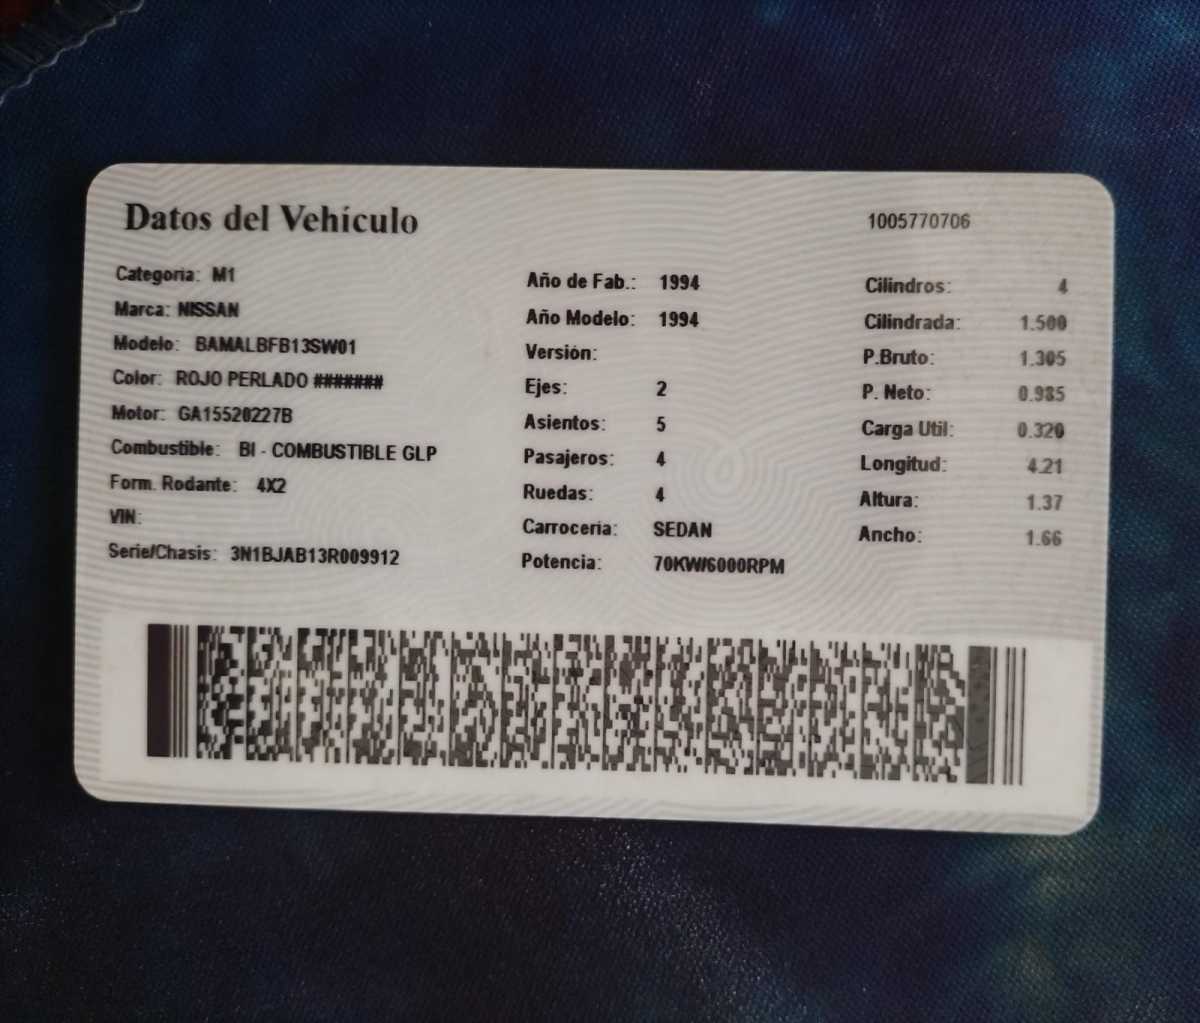 Datos del Vehículo
1005770706
Categoria: M1
Marca: NISSAN
Modelo: BAMALBFB13SW01
Color: ROJO PERLADO #######
Motor: GA15520227B
Combustible: BI - COMBUSTIBLE GLP
Form. Rodante: 4X2
VIN:
Serie/Chasis: 3N1BJAB13R009912
Año de Fab.: 1994
Año Modelo: 1994
Versión:
Ejes: 2
Asientos: 5
Pasajeros: 4
Ruedas: 4
Carroceria: SEDAN
Potencia: 70KW/6000RPM
Cilindros: 4
Cilindrada: 1.500
P.Bruto: 1.305
P. Neto: 0.985
Carga Util: 0.320
Longitud: 4.21
Altura: 1.37
Ancho: 1.66